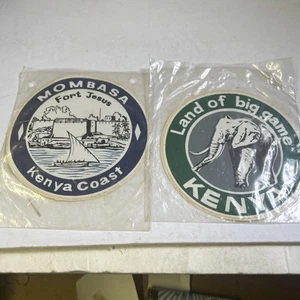 MOMBASA
Fort Jesus
Kenya Coast
Land of big game
KENYA